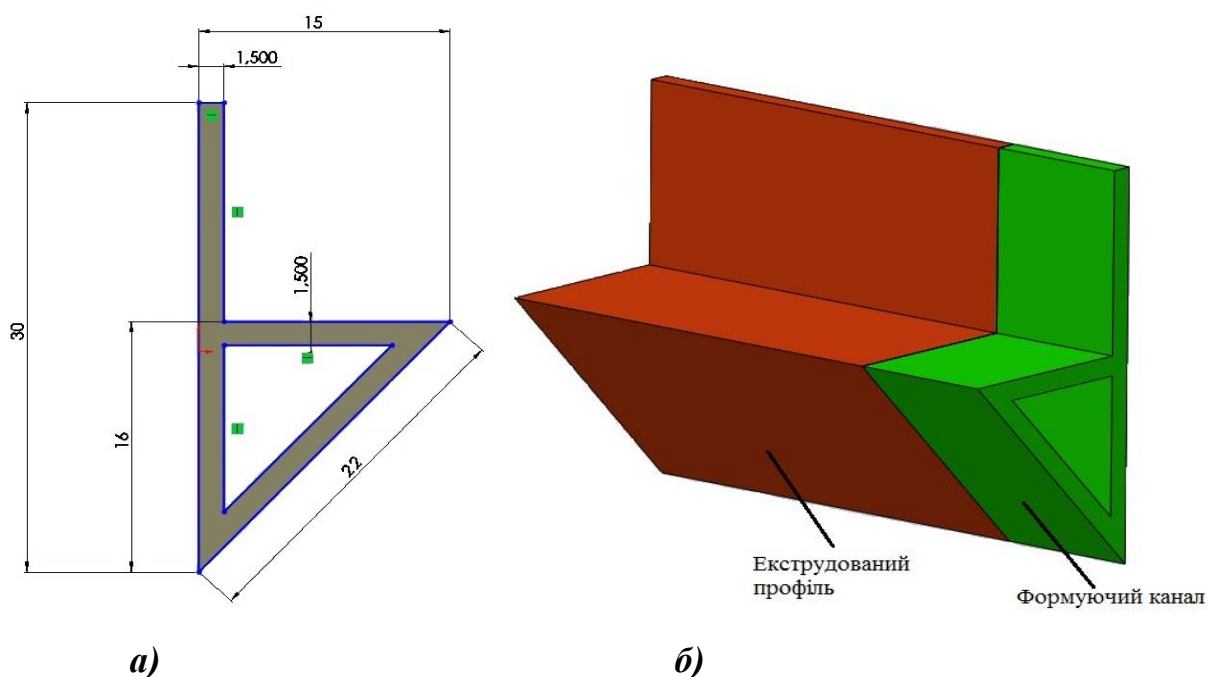 15
1,500
1,500
30
16
22
Екструдований
профіль
Формуючий канал
а)
б)